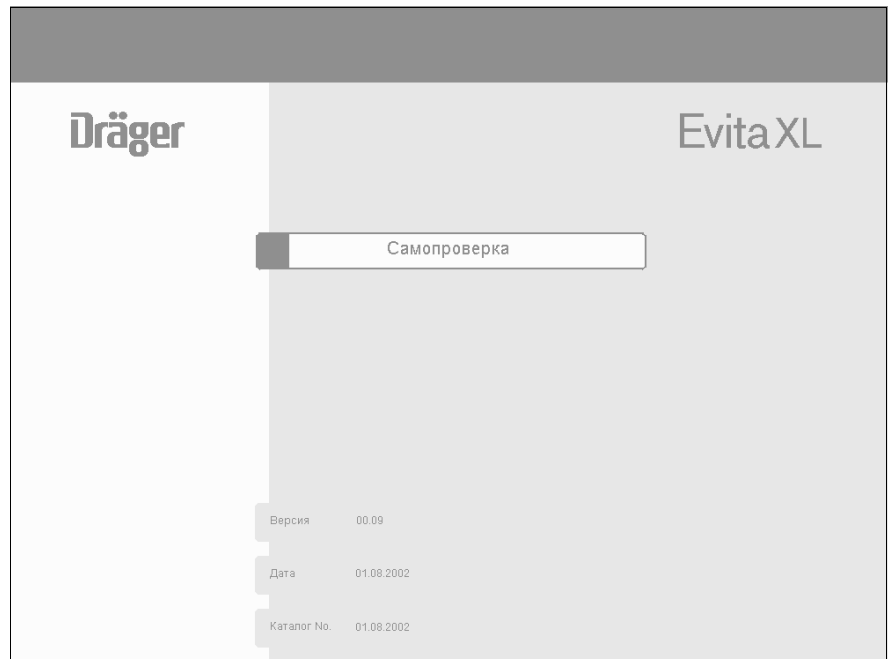 Dräger
Evita XL
Самопроверка
Версия 00.09
Дата 01.08.2002
Каталог No. 01.08.2002